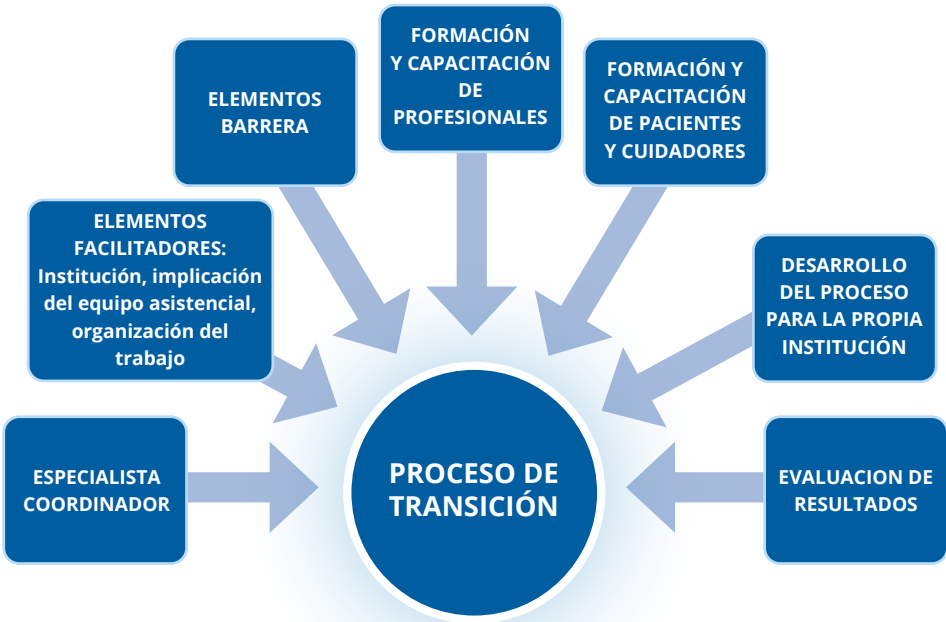 FORMACIÓN
Y CAPACITACIÓN
DE
PROFESIONALES
ELEMENTOS
BARRERA
FORMACIÓN Y
CAPACITACIÓN
DE PACIENTES
Y CUIDADORES
ELEMENTOS
FACILITADORES:
Institución, implicación
del equipo asistencial,
organización del
trabajo
DESARROLLO
DEL PROCESO
PARA LA PROPIA
INSTITUCIÓN
ESPECIALISTA
COORDINADOR
PROCESO DE
TRANSICIÓN
EVALUACION DE
RESULTADOS